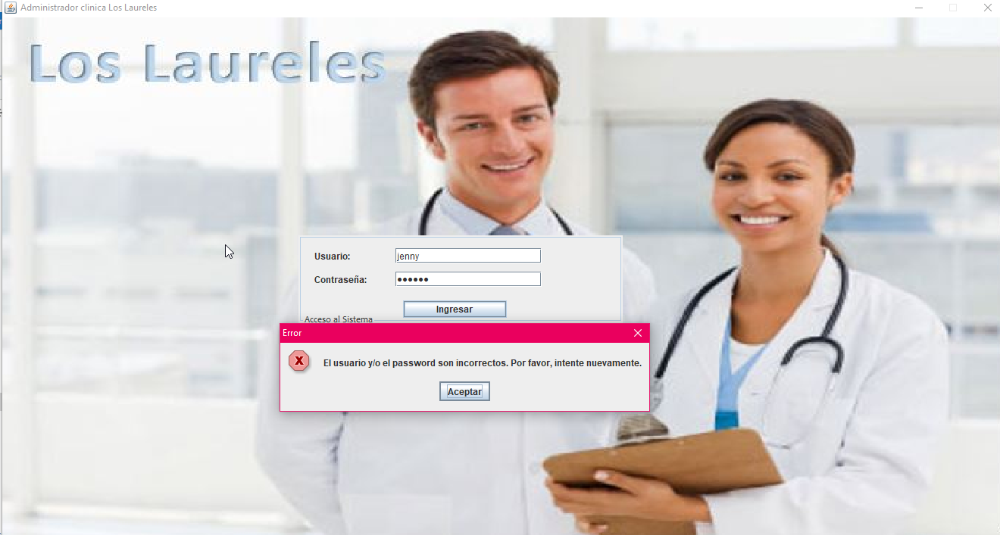 Administrador clinica Los Laureles
Los Laureles
Usuario: jenny
Contraseña: ••••••
Ingresar
Acceso al Sistema
Error
X
El usuario y/o el password son incorrectos. Por favor, intente nuevamente.
Aceptar